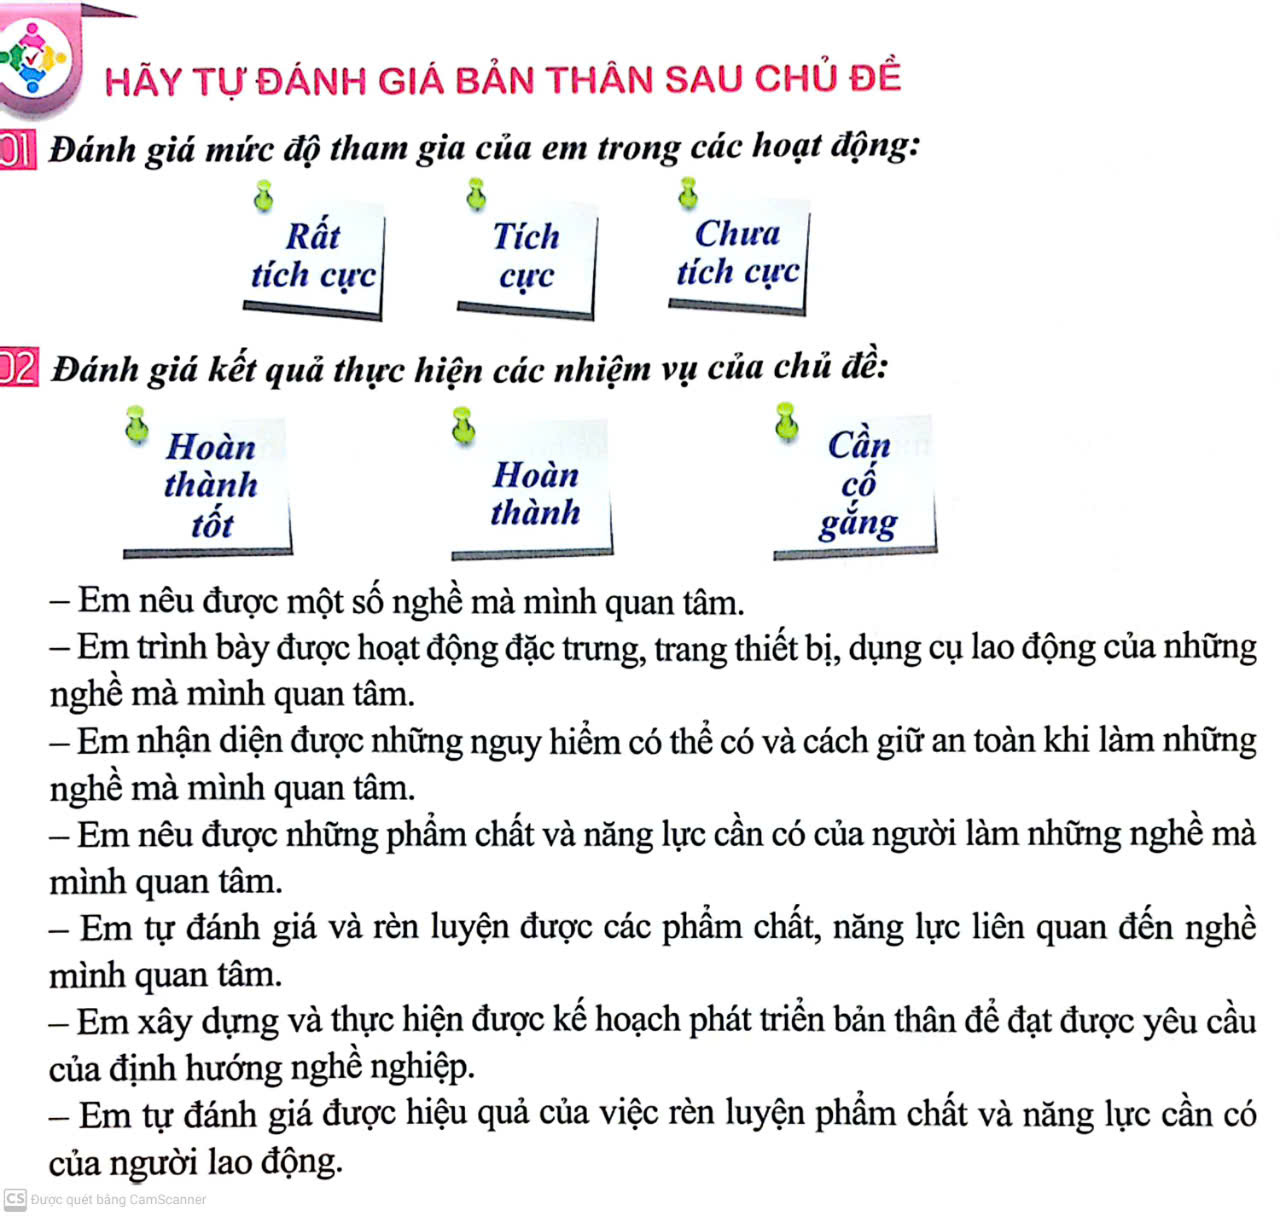 HÃY TỰ ĐÁNH GIÁ BẢN THÂN SAU CHỦ ĐỀ
01 Đánh giá mức độ tham gia của em trong các hoạt động:
Rất
tích cực
Tích
cực
Chưa
tích cực
02 Đánh giá kết quả thực hiện các nhiệm vụ của chủ đề:
Hoàn
thành
tốt
Hoàn
thành
Cần
cố
gắng
– Em nêu được một số nghề mà mình quan tâm.
– Em trình bày được hoạt động đặc trưng, trang thiết bị, dụng cụ lao động của những
nghề mà mình quan tâm.
– Em nhận diện được những nguy hiểm có thể có và cách giữ an toàn khi làm những
nghề mà mình quan tâm.
– Em nêu được những phẩm chất và năng lực cần có của người làm những nghề mà
mình quan tâm.
– Em tự đánh giá và rèn luyện được các phẩm chất, năng lực liên quan đến nghề
mình quan tâm.
– Em xây dựng và thực hiện được kế hoạch phát triển bản thân để đạt được yêu cầu
của định hướng nghề nghiệp.
– Em tự đánh giá được hiệu quả của việc rèn luyện phẩm chất và năng lực cần có
của người lao động.
CS Được quét bằng CamScanner